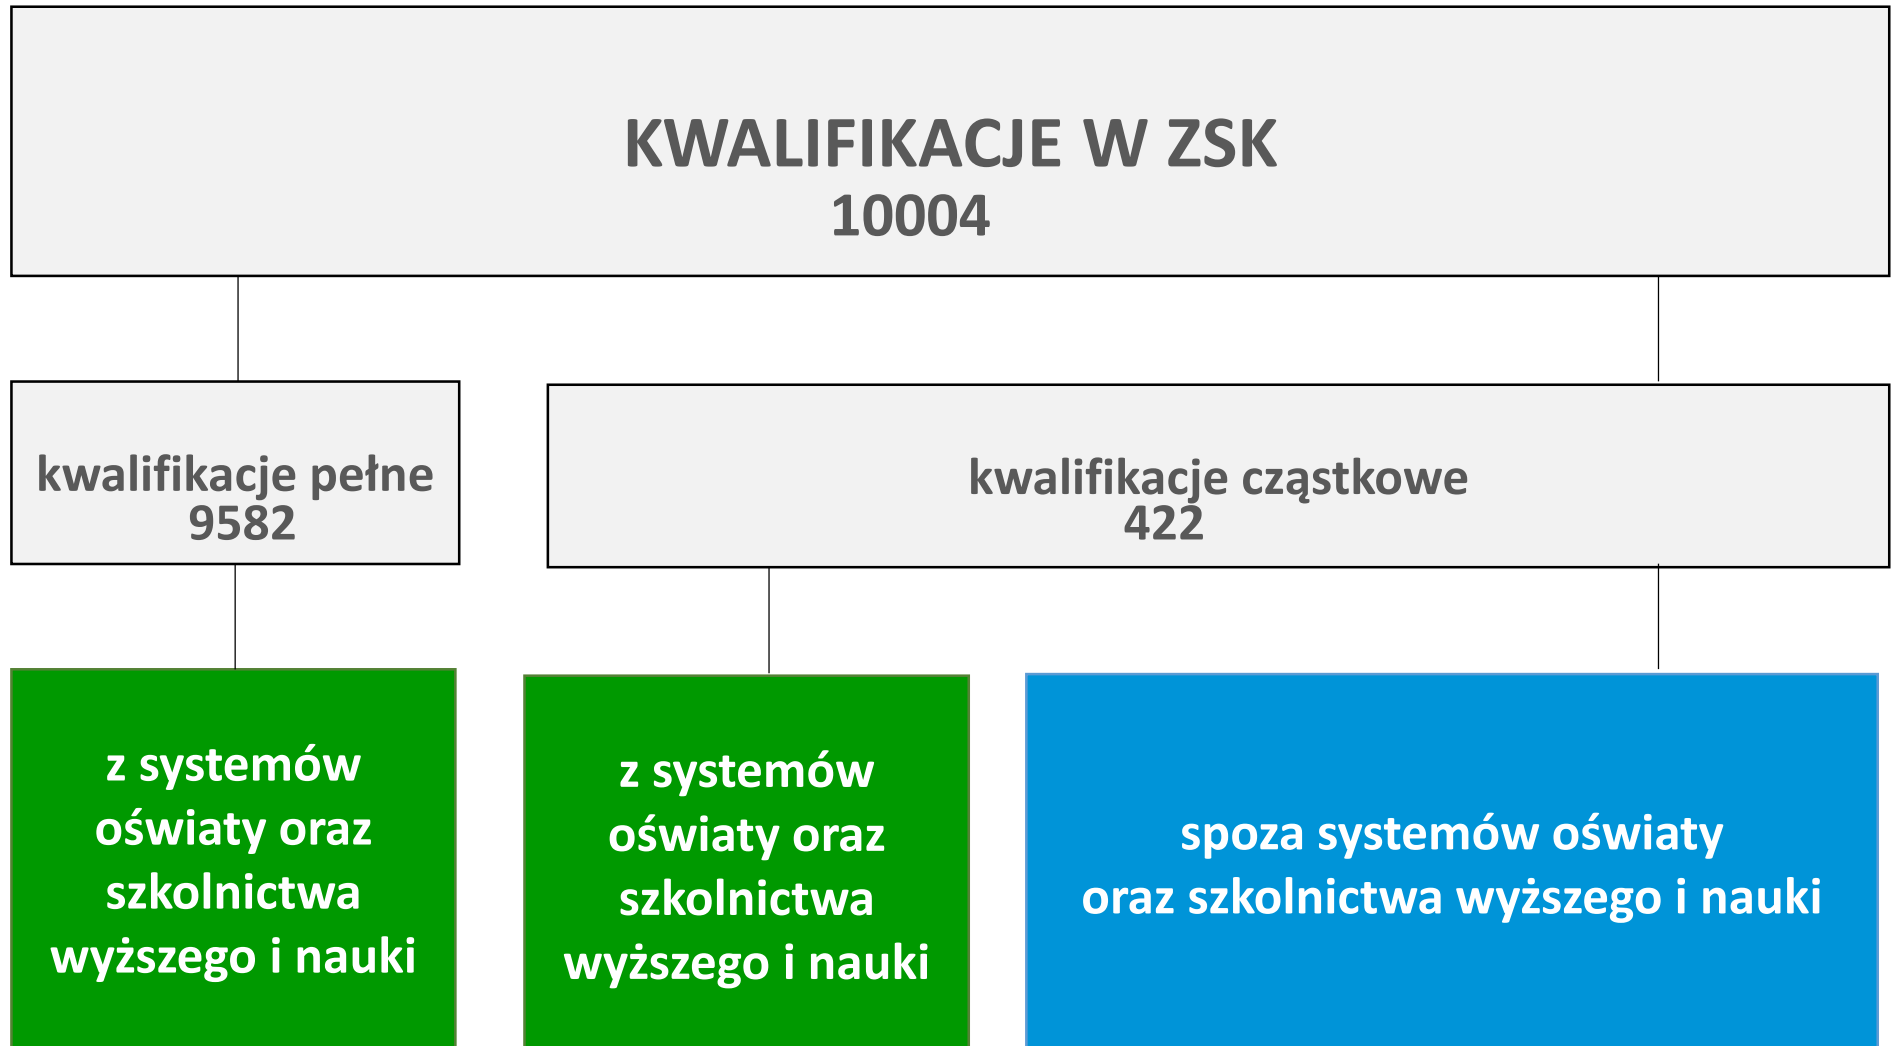 KWALIFIKACJE W ZSK
10004
kwalifikacje pełne
9582
kwalifikacje cząstkowe
422
z systemów
oświaty oraz
szkolnictwa
wyższego i nauki
z systemów
oświaty oraz
szkolnictwa
wyższego i nauki
spoza systemów oświaty
oraz szkolnictwa wyższego i nauki